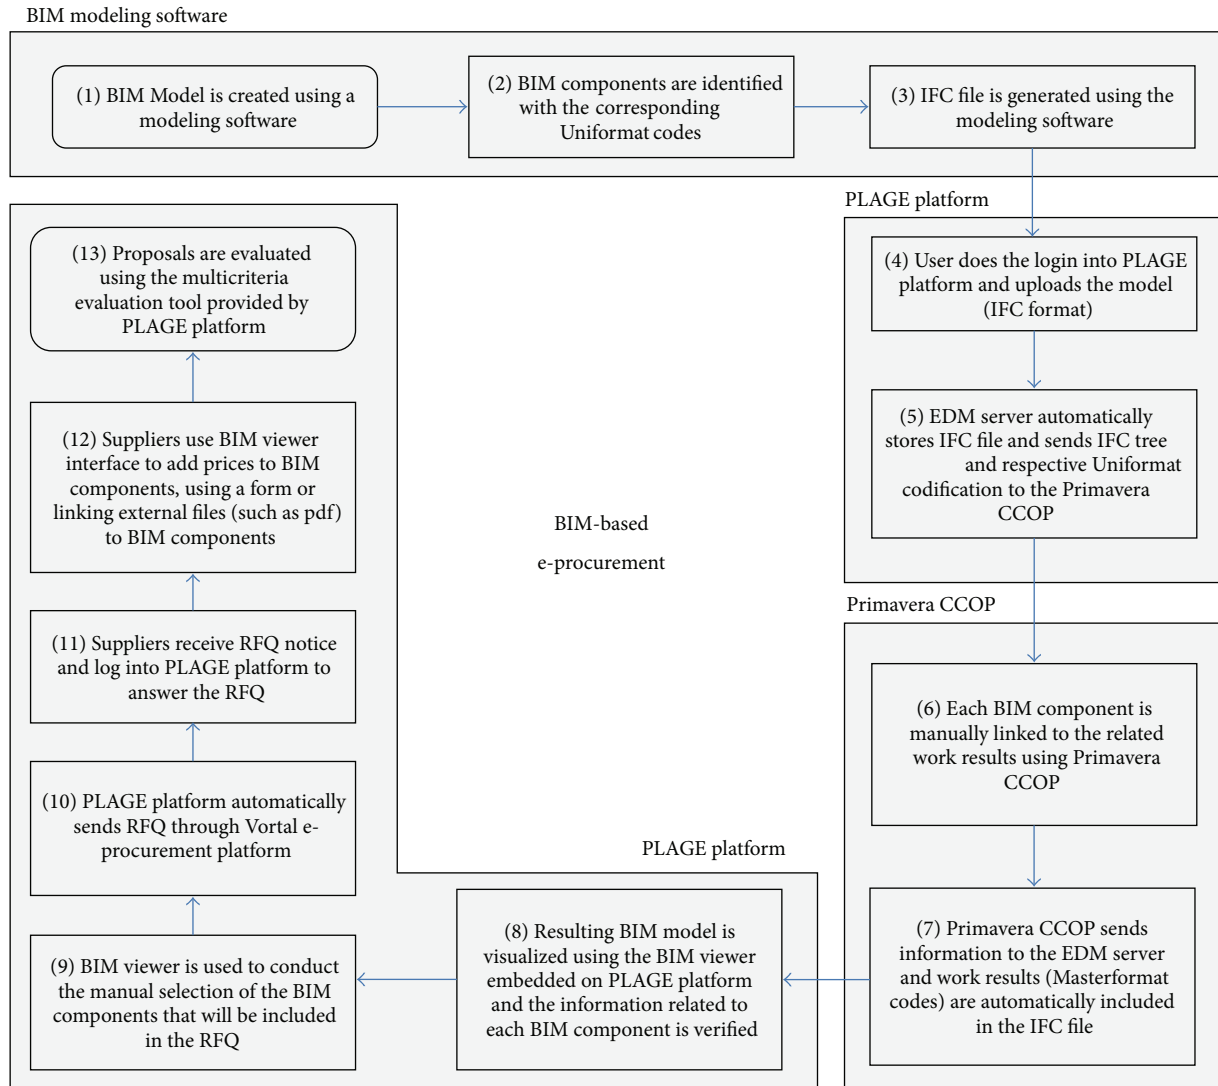 BIM modeling software
(1) BIM Model is created using a
modeling software
(2) BIM components are identified
with the corresponding
Uniformat codes
(3) IFC file is generated using the
modeling software
PLAGE platform
(4) User does the login into PLAGE
platform and uploads the model
(IFC format)
(5) EDM server automatically
stores IFC file and sends IFC tree
and respective Uniformat
codification to the Primavera
CCOP
Primavera CCOP
(6) Each BIM component is
manually linked to the related
work results using Primavera
CCOP
(7) Primavera CCOP sends
information to the EDM server
and work results (Masterformat
codes) are automatically included
in the IFC file
PLAGE platform
(8) Resulting BIM model is
visualized using the BIM viewer
embedded on PLAGE platform
and the information related to
each BIM component is verified
(9) BIM viewer is used to conduct
the manual selection of the BIM
components that will be included
in the RFQ
(10) PLAGE platform automatically
sends RFQ through Vortal e-
procurement platform
(11) Suppliers receive RFQ notice
and log into PLAGE platform to
answer the RFQ
(12) Suppliers use BIM viewer
interface to add prices to BIM
components, using a form or
linking external files (such as pdf)
to BIM components
(13) Proposals are evaluated
using the multicriteria
evaluation tool provided by
PLAGE platform
BIM-based
e-procurement